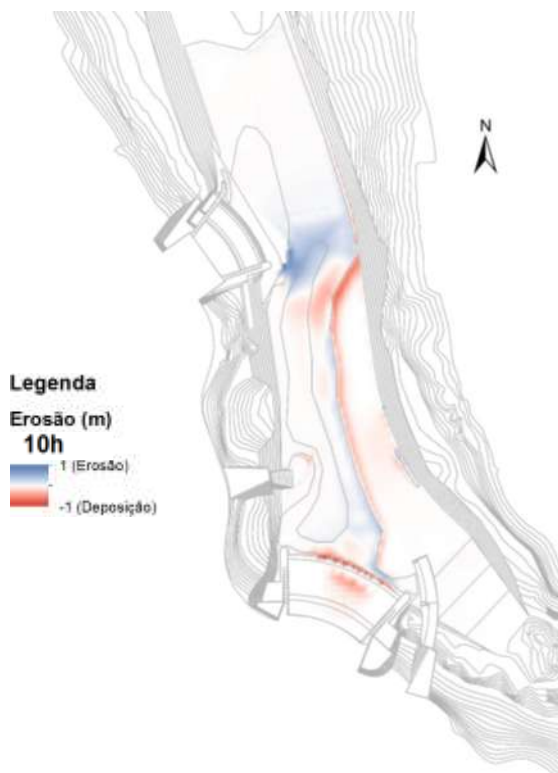 N
Legenda
Erosão (m)
10h
1 (Erosão)
-1 (Deposição)